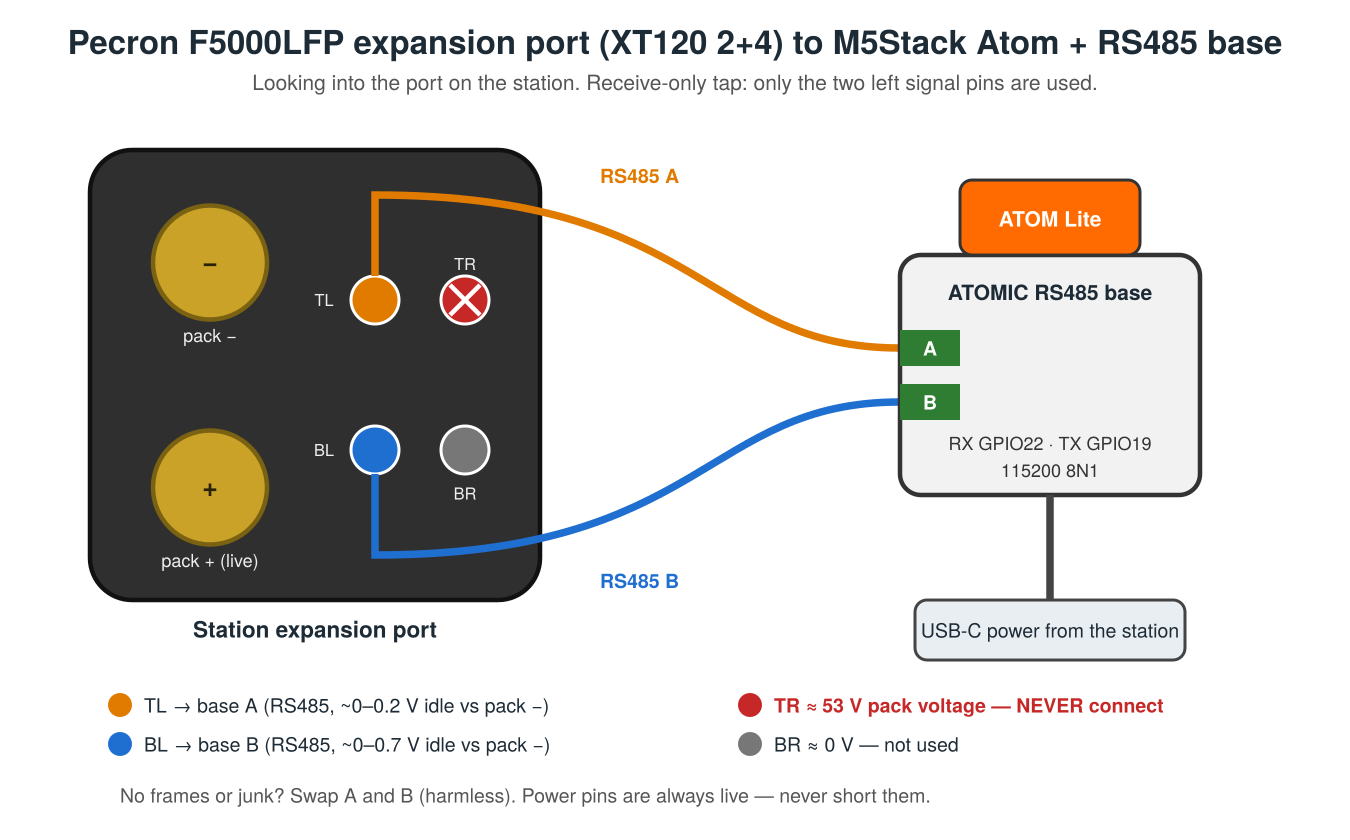 Pecron F5000LFP expansion port (XT120 2+4) to M5Stack Atom + RS485 base
Looking into the port on the station. Receive-only tap: only the two left signal pins are used.
RS485 A
ATOM Lite
–
pack −
TL
TR
ATOMIC RS485 base
A
B
BL
BR
RX GPIO22 · TX GPIO19
115200 8N1
+
pack + (live)
RS485 B
Station expansion port
USB-C power from the station
TL → base A (RS485, ~0–0.2 V idle vs pack −)
TR ≈ 53 V pack voltage — NEVER connect
BL → base B (RS485, ~0–0.7 V idle vs pack −)
BR ≈ 0 V — not used
No frames or junk? Swap A and B (harmless). Power pins are always live — never short them.